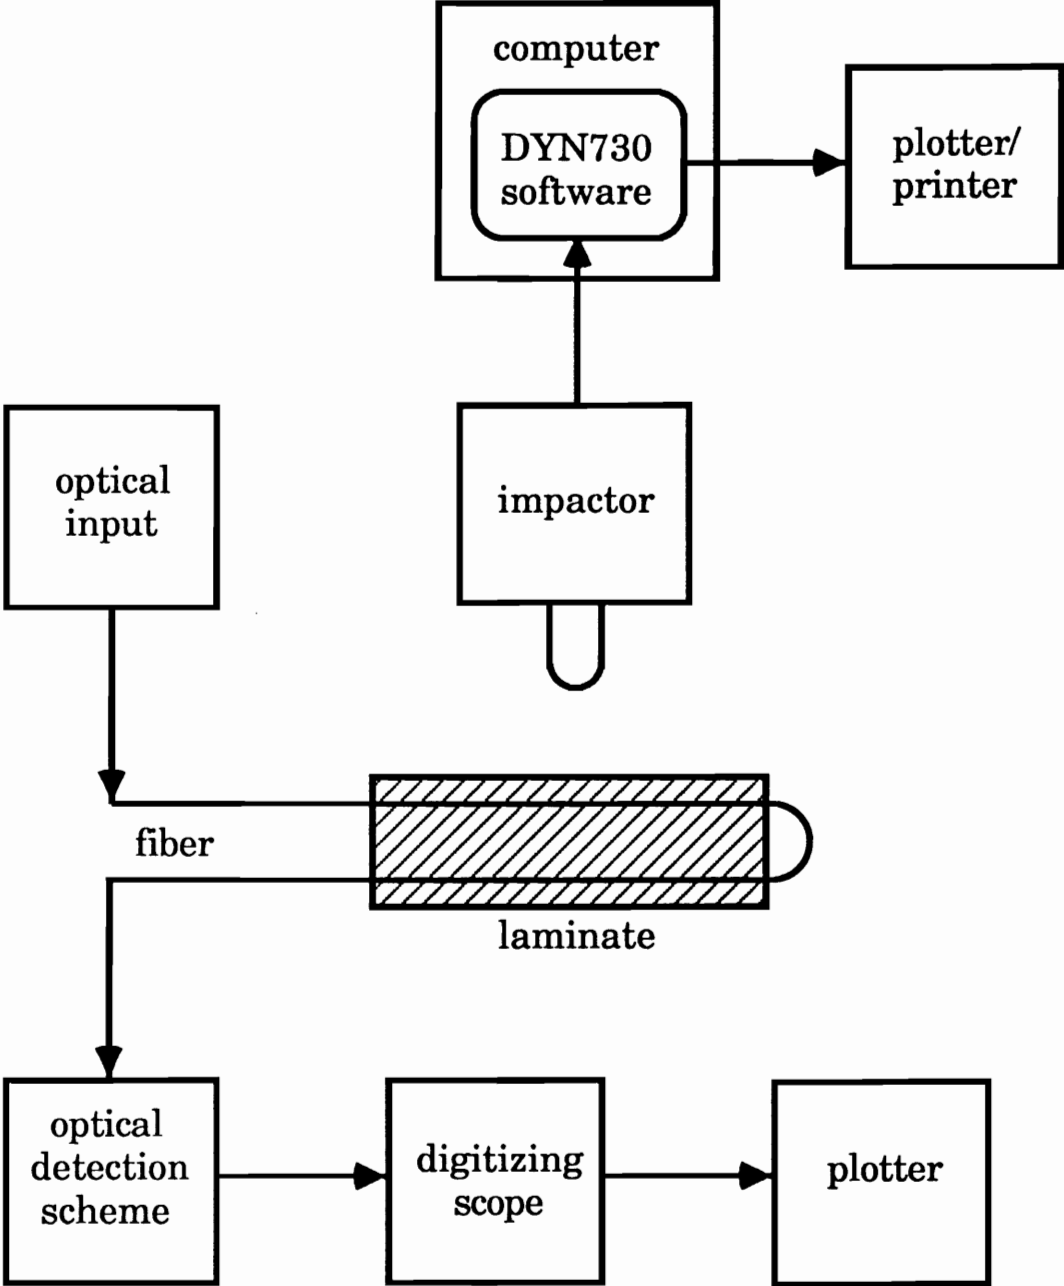 computer
DYN730
software
plotter/
printer
optical
input
impactor
fiber
laminate
optical
detection
scheme
digitizing
scope
plotter